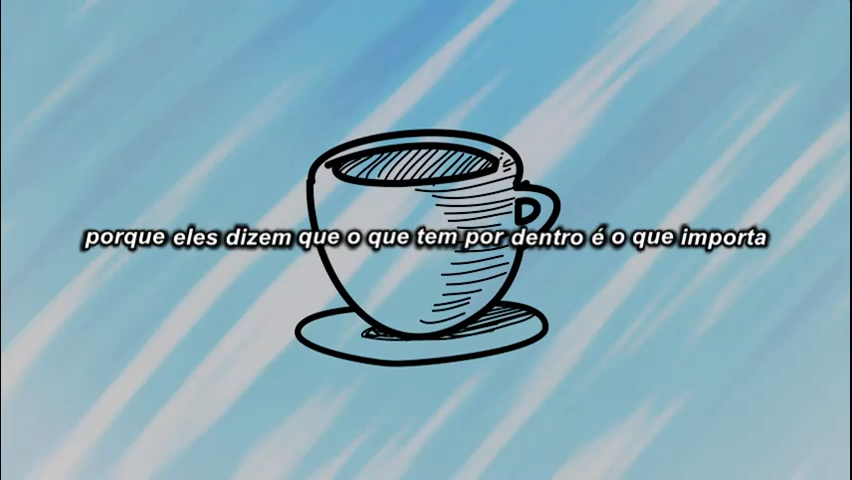 porque eles dizem que o que tem por dentro é o que importa